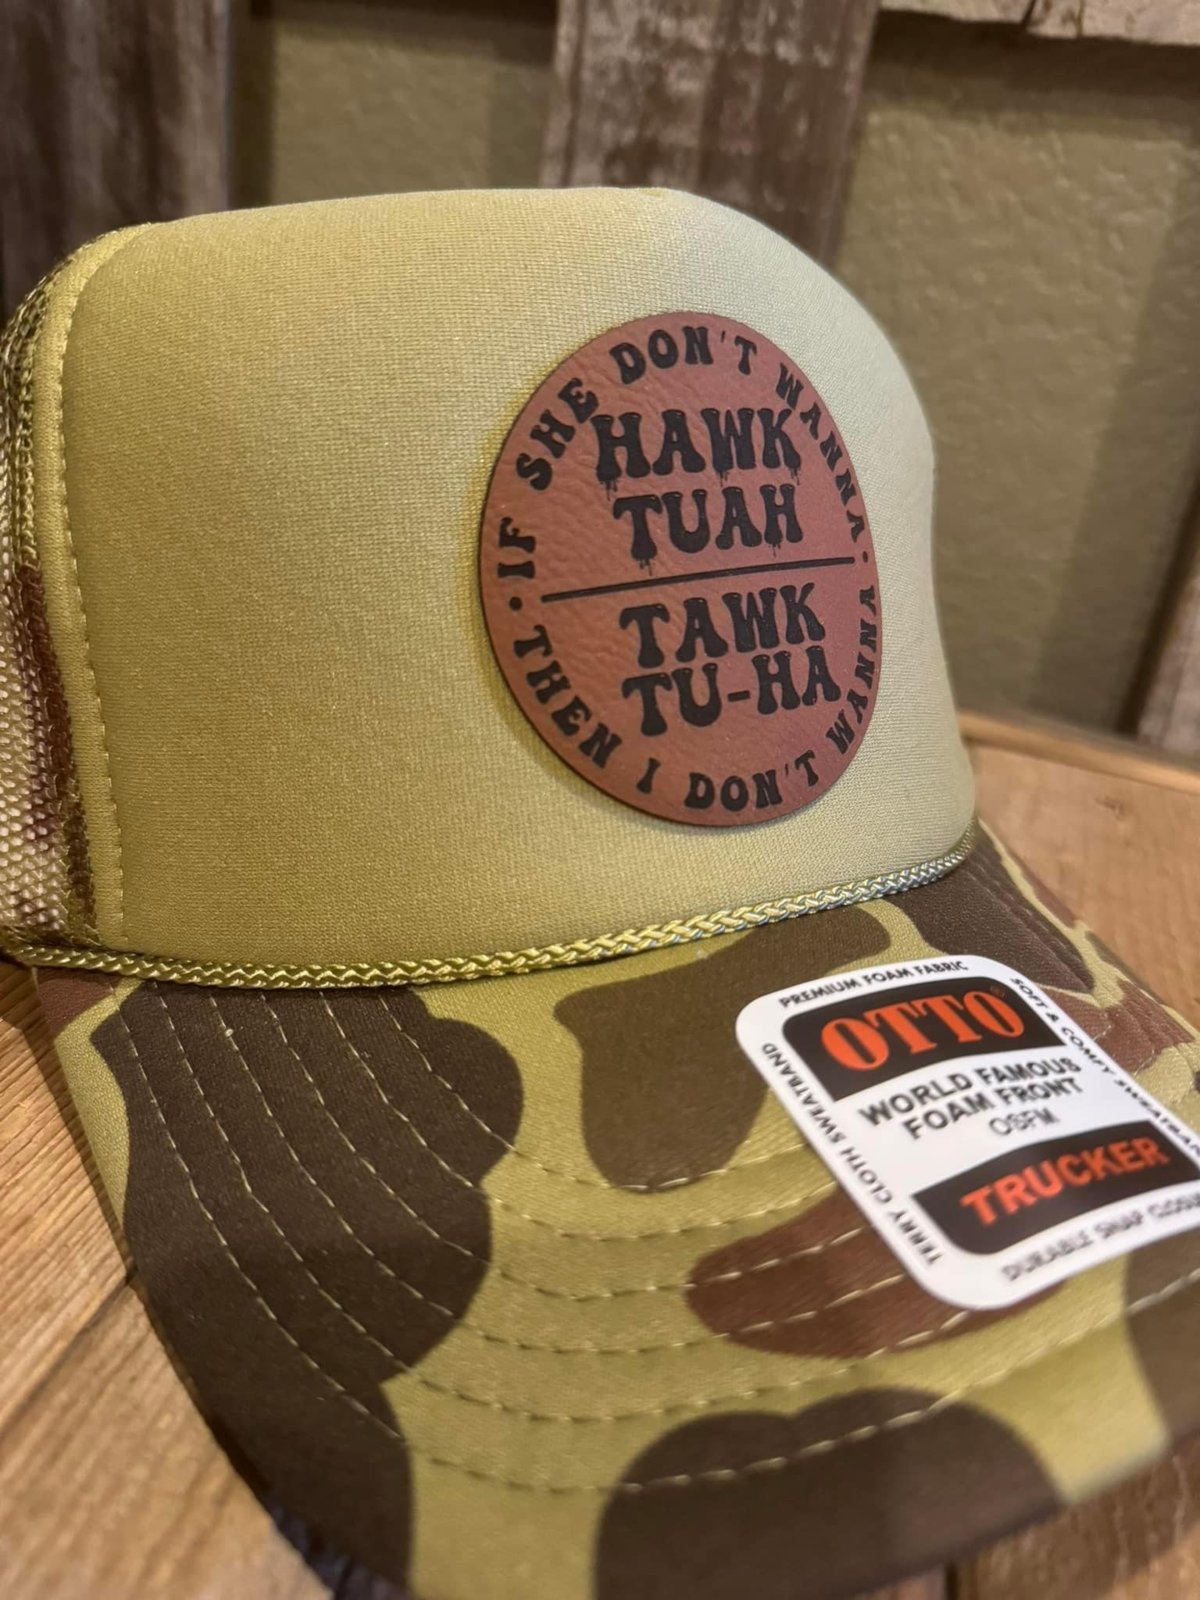 IF SHE DON'T WANNA
HAWK
TUAH
TAWK
TU-HA
THEN I DON'T WANNA
PREMIUM FOAM FABRIC
SOFT & COMFY SWEATBAND
TERRY CLOTH SWEATBAND
OTTO
WORLD FAMOUS
FOAM FRONT
OSFM
TRUCKER
DURABLE SNAP